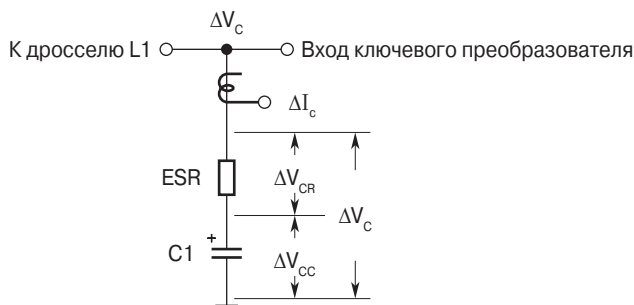 ΔV_C
К дросселю L1
Вход ключевого преобразователя
ΔI_c
ESR
ΔV_CR
ΔV_C
+
C1
ΔV_CC